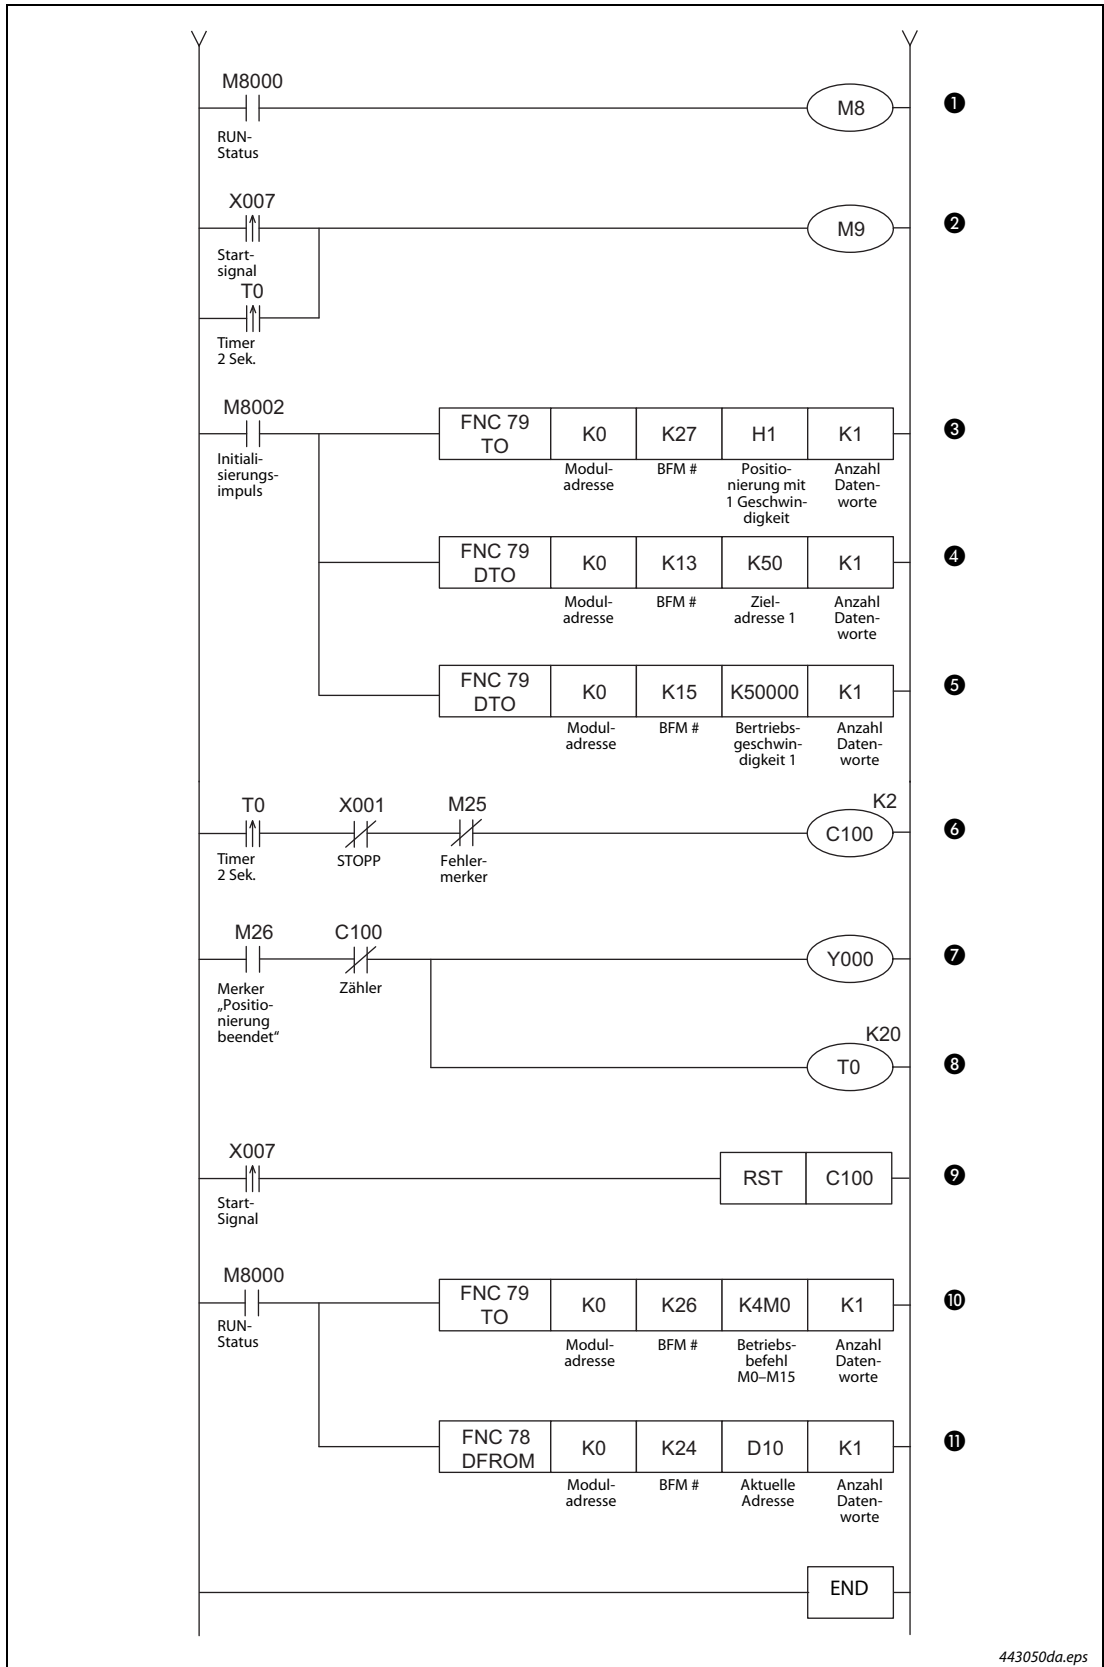 M8000
M8
❶
RUN-
Status
X007
M9
❷
Start-
signal
T0
Timer
2 Sek.
M8002
FNC 79
TO
K0
K27
H1
K1
❸
Initiali-
sierungs-
impuls
Modul-
adresse
BFM #
Positio-
nierung mit
1 Geschwin-
digkeit
Anzahl
Daten-
worte
FNC 79
DTO
K0
K13
K50
K1
❹
Modul-
adresse
BFM #
Ziel-
adresse 1
Anzahl
Daten-
worte
FNC 79
DTO
K0
K15
K50000
K1
❺
Modul-
adresse
BFM #
Bertriebs-
geschwin-
digkeit 1
Anzahl
Daten-
worte
T0
X001
M25
K2
C100
❻
Timer
2 Sek.
STOPP
Fehler-
merker
M26
C100
Y000
❼
Merker
„Positio-
nierung
beendet“
Zähler
K20
T0
❽
X007
RST
C100
❾
Start-
Signal
M8000
FNC 79
TO
K0
K26
K4M0
K1
❿
RUN-
Status
Modul-
adresse
BFM #
Betriebs-
befehl
M0–M15
Anzahl
Daten-
worte
FNC 78
DFROM
K0
K24
D10
K1
⓫
Modul-
adresse
BFM #
Aktuelle
Adresse
Anzahl
Daten-
worte
END
443050da.eps